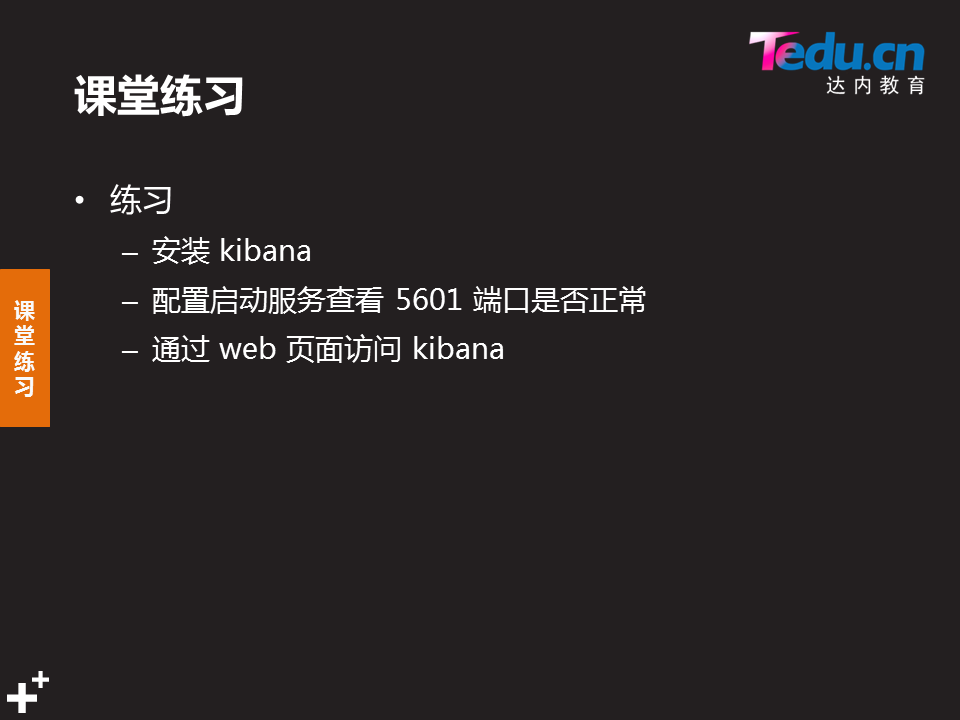 Tedu.cn
达内教育
课堂练习
• 练习
– 安装 kibana
– 配置启动服务查看 5601 端口是否正常
– 通过 web 页面访问 kibana
课
堂
练
习